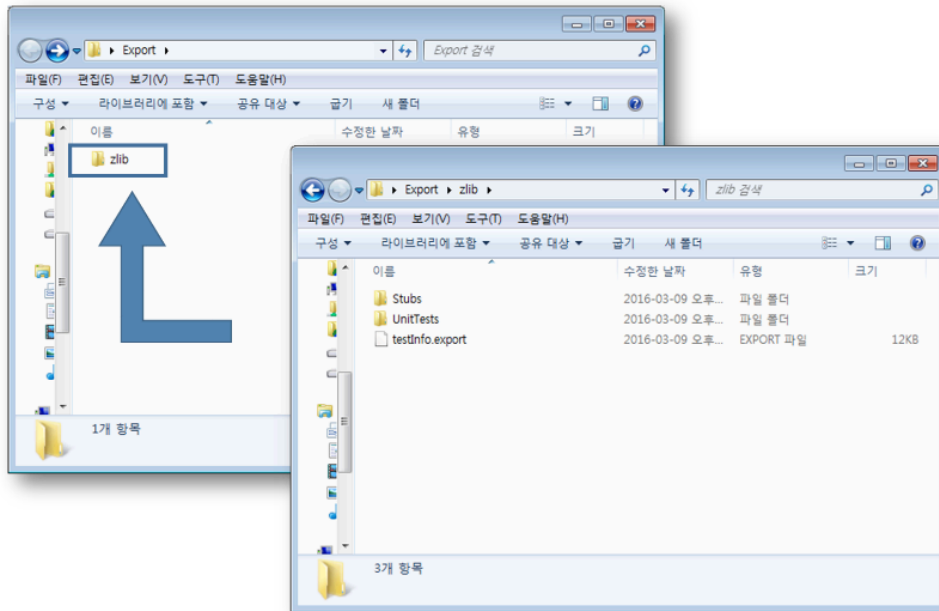 Export
Export 검색
파일(F) 편집(E) 보기(V) 도구(T) 도움말(H)
구성 라이브러리에 포함 공유 대상 굽기 새 폴더
이름 수정한 날짜 유형 크기
zlib
1개 항목
Export zlib
zlib 검색
파일(F) 편집(E) 보기(V) 도구(T) 도움말(H)
구성 라이브러리에 포함 공유 대상 굽기 새 폴더
이름 수정한 날짜 유형 크기
Stubs 2016-03-09 오후... 파일 폴더
UnitTests 2016-03-09 오후... 파일 폴더
testInfo.export 2016-03-09 오후... EXPORT 파일 12KB
3개 항목